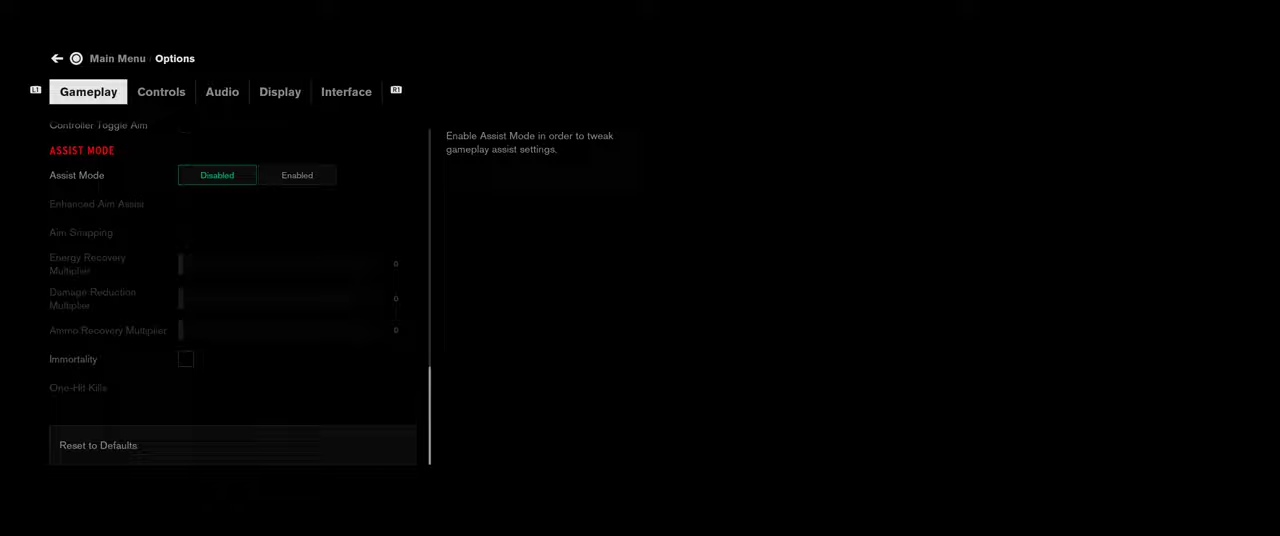 Main Menu / Options
L1 Gameplay Controls Audio Display Interface R1
Controller Toggle Aim
ASSIST MODE
Assist Mode Disabled Enabled
Enhanced Aim Assist
Aim Snapping
Energy Recovery
Multiplier 0
Damage Reduction
Multiplier 0
Ammo Recovery Multiplier 0
Immortality
One-Hit Kills
Reset to Defaults
Enable Assist Mode in order to tweak
gameplay assist settings.